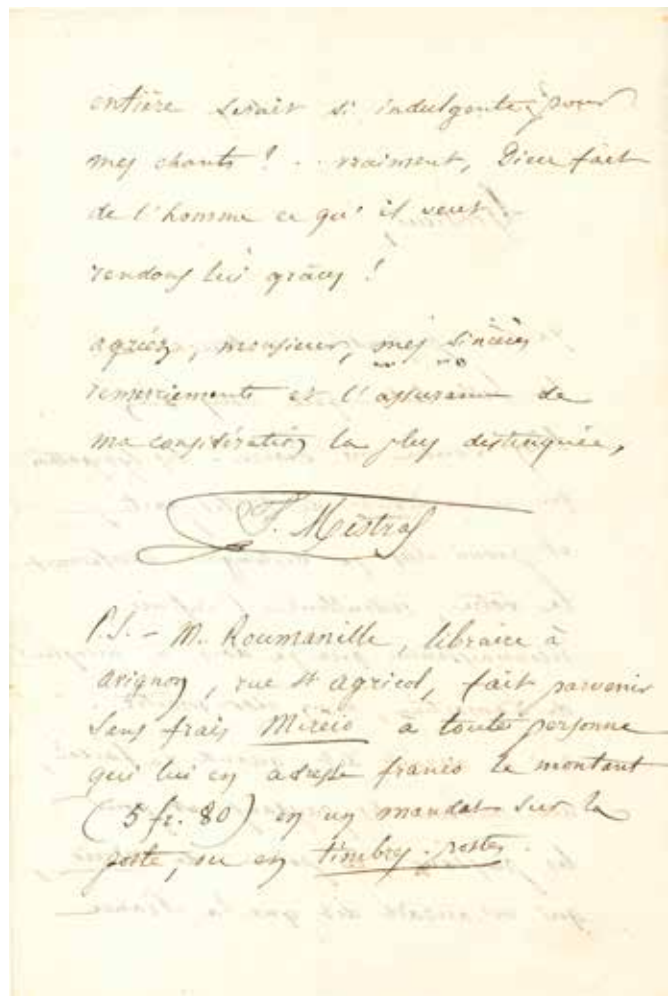 entière serait si indulgente pour
mes chants ! .. vraiment, Dieu fait
de l'homme ce qu'il veut.
rendons lui grâces !
agréez, monsieur, mes sincères
remerciements et l'assurance de
ma considération la plus distinguée,
F. Mistral
P.S. - M. Roumanille, libraire à
avignon, rue St agricol, fait parvenir
sans frais Mirèio à toute personne
qui lui en adresse franco le montant
(5 fr. 80) en un mandat sur la
poste, ou en timbres-postes.